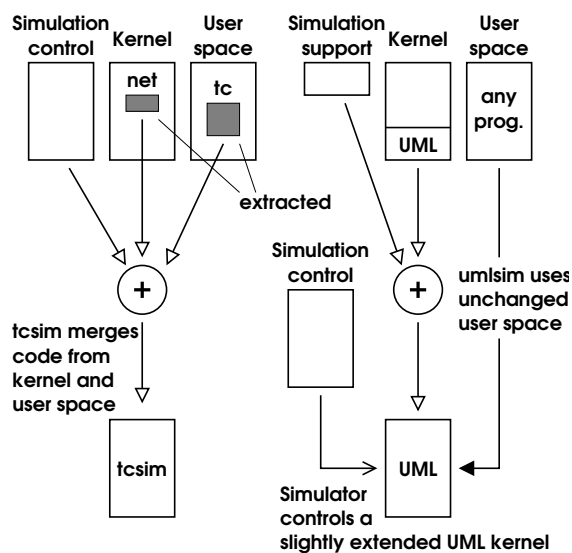 Simulation
control
Kernel
User
space
net
tc
extracted
tcsim merges
code from
kernel and
user space
+
tcsim
Simulation
support
Kernel
User
space
UML
any
prog.
Simulation
control
+
umlsim uses
unchanged
user space
UML
Simulator
controls a
slightly extended UML kernel